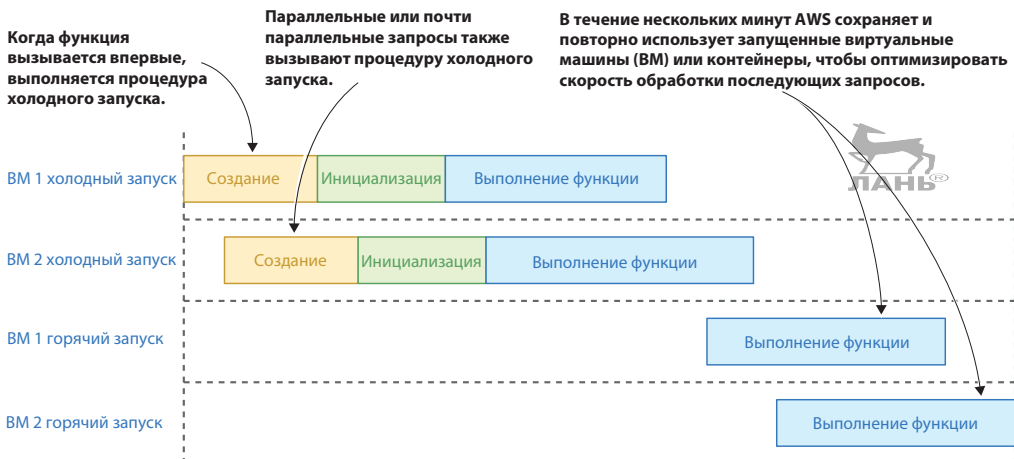 Когда функция
вызывается впервые,
выполняется процедура
холодного запуска.
Параллельные или почти
параллельные запросы также
вызывают процедуру холодного
запуска.
В течение нескольких минут AWS сохраняет и
повторно использует запущенные виртуальные
машины (ВМ) или контейнеры, чтобы оптимизировать
скорость обработки последующих запросов.
ЛАНЬ®
ВМ 1 холодный запуск
Создание
Инициализация
Выполнение функции
ВМ 2 холодный запуск
Создание
Инициализация
Выполнение функции
ВМ 1 горячий запуск
Выполнение функции
ВМ 2 горячий запуск
Выполнение функции